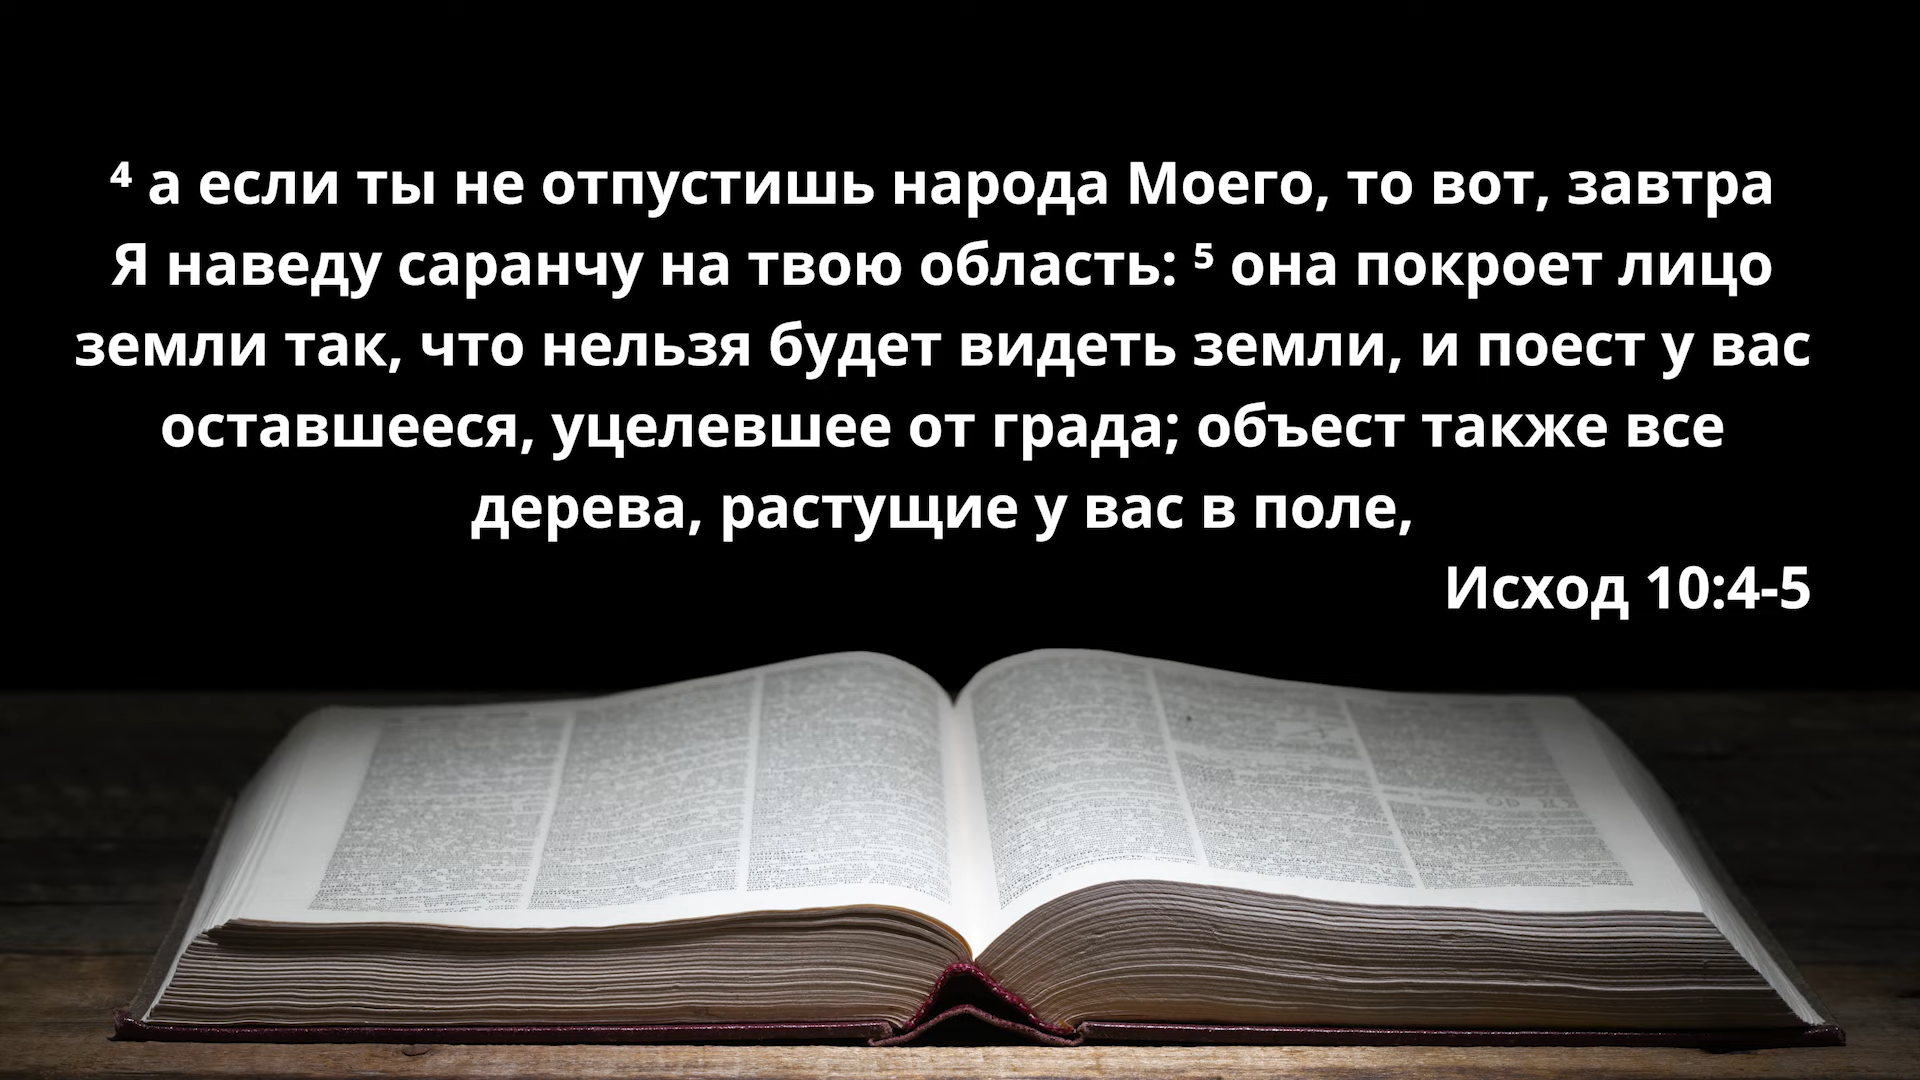 ⁴ а если ты не отпустишь народа Моего, то вот, завтра
Я наведу саранчу на твою область: ⁵ она покроет лицо
земли так, что нельзя будет видеть земли, и поест у вас
оставшееся, уцелевшее от града; объест также все
дерева, растущие у вас в поле,
Исход 10:4-5